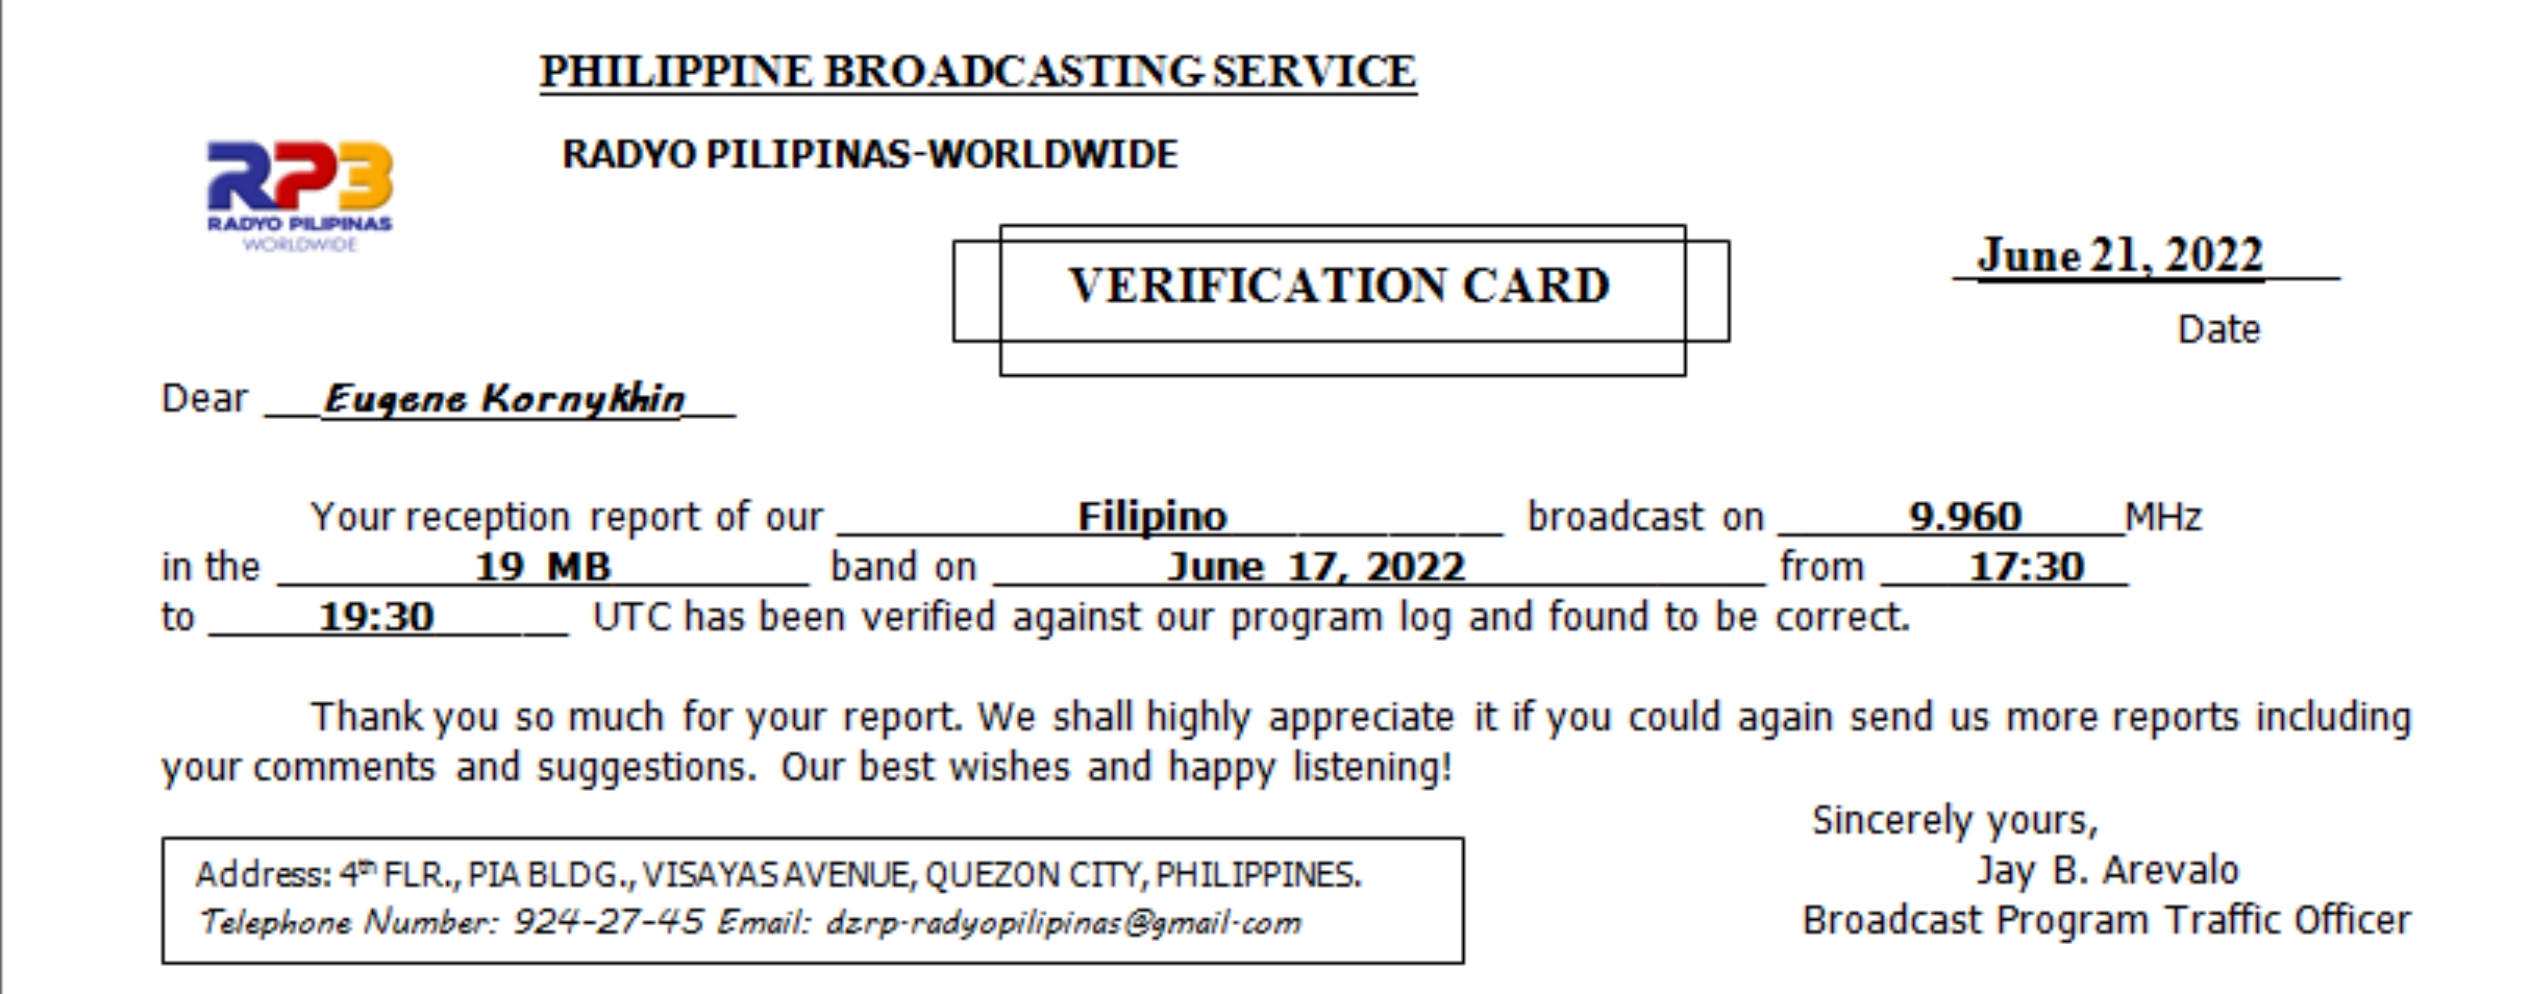 PHILIPPINE BROADCASTING SERVICE
RADYO PILIPINAS-WORLDWIDE
RP3
RADYO PILIPINAS
WORLDWIDE
VERIFICATION CARD
June 21, 2022
Date
Dear Eugene Kornykhin
Your reception report of our Filipino broadcast on 9.960 MHz
in the 19 MB band on June 17, 2022 from 17:30
to 19:30 UTC has been verified against our program log and found to be correct.
Thank you so much for your report. We shall highly appreciate it if you could again send us more reports including
your comments and suggestions. Our best wishes and happy listening!
Sincerely yours,
Jay B. Arevalo
Broadcast Program Traffic Officer
Address: 4th FLR., PIA BLDG., VISAYAS AVENUE, QUEZON CITY, PHILIPPINES.
Telephone Number: 924-27-45 Email: dzrp-radyopilipinas@gmail-com